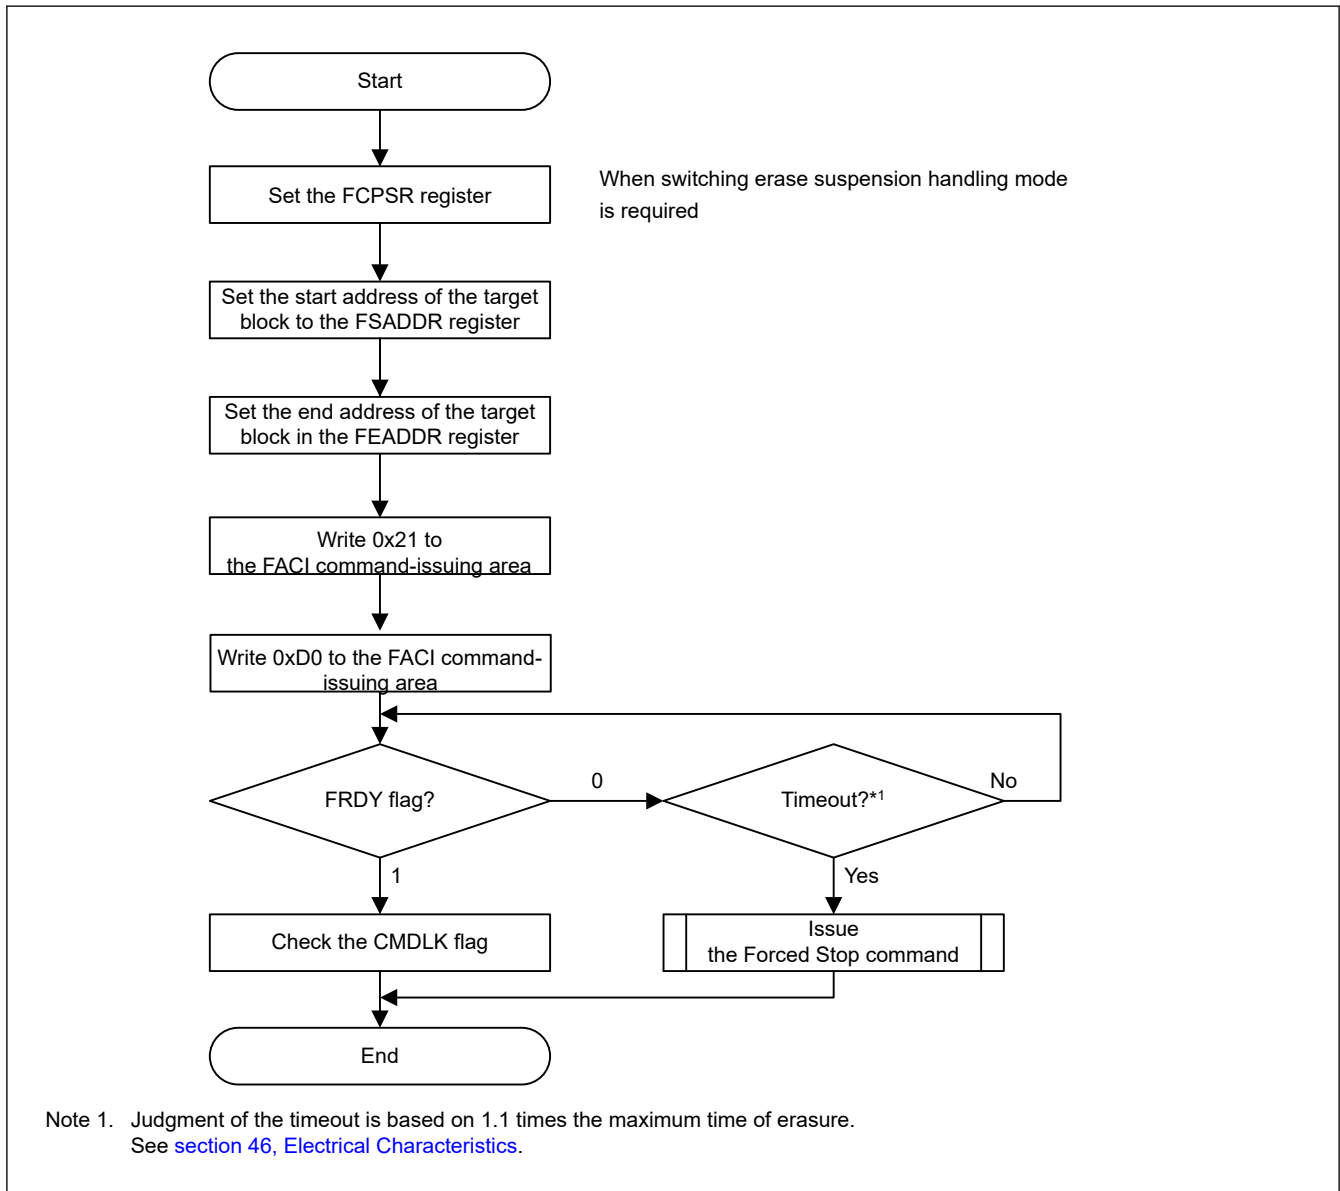 Start
Set the FCPSR register
When switching erase suspension handling mode
is required
Set the start address of the target
block to the FSADDR register
Set the end address of the target
block in the FEADDR register
Write 0x21 to
the FACI command-issuing area
Write 0xD0 to the FACI command-
issuing area
FRDY flag?
0
Timeout?*1
No
1
Yes
Check the CMDLK flag
Issue
the Forced Stop command
End
Note 1. Judgment of the timeout is based on 1.1 times the maximum time of erasure.
See section 46, Electrical Characteristics.